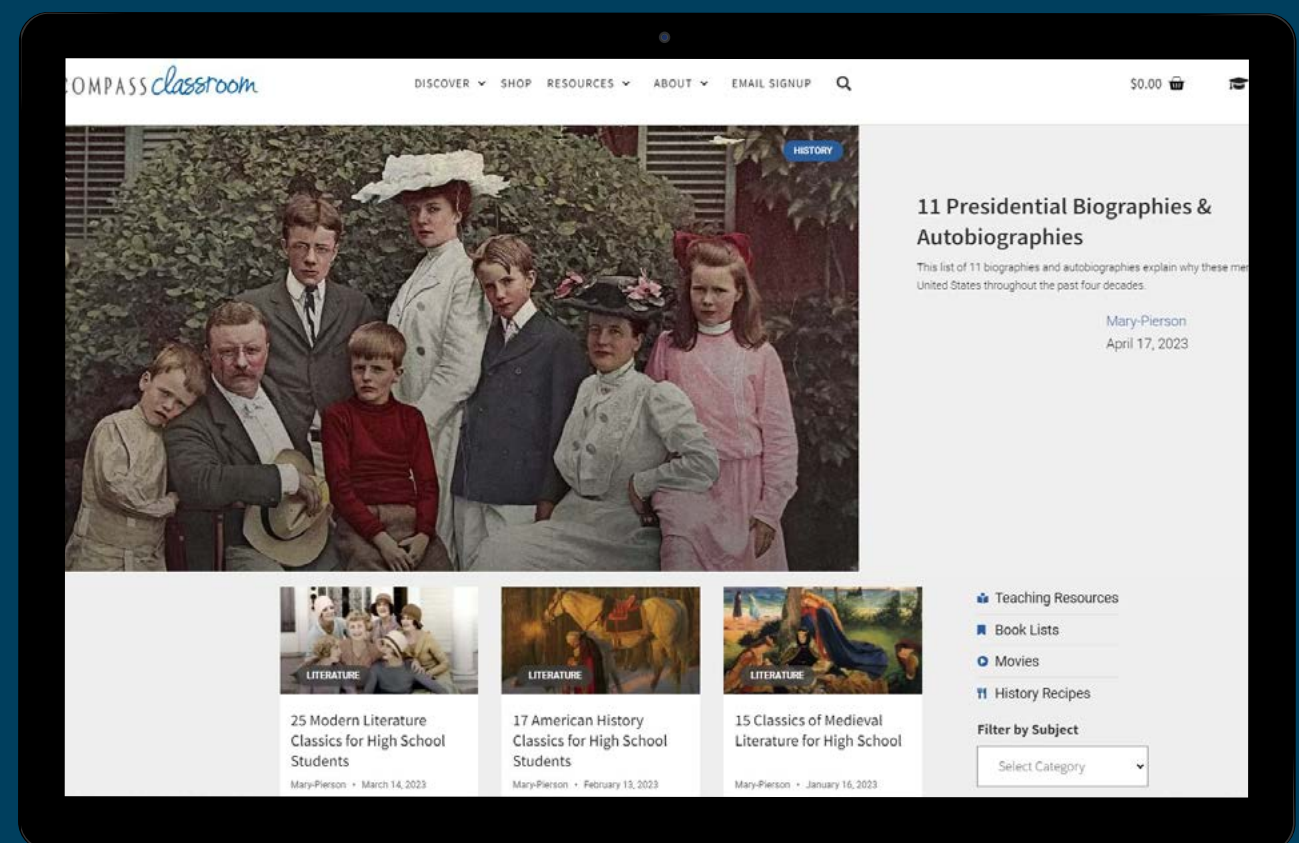 COMPASS classroom
DISCOVER SHOP RESOURCES ABOUT EMAIL SIGNUP $0.00
HISTORY
11 Presidential Biographies &
Autobiographies
This list of 11 biographies and autobiographies explain why these
United States throughout the past four decades.
Mary-Pierson
April 17, 2023
LITERATURE
25 Modern Literature
Classics for High School
Students
Mary-Pierson • March 14, 2023
LITERATURE
17 American History
Classics for High School
Students
Mary-Pierson • February 13, 2023
LITERATURE
15 Classics of Medieval
Literature for High School
Mary-Pierson • January 16, 2023
Teaching Resources
Book Lists
Movies
History Recipes
Filter by Subject
Select Category